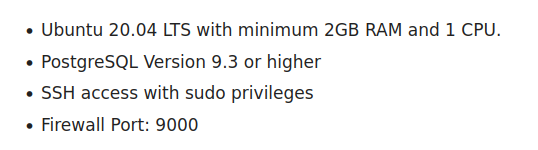 • Ubuntu 20.04 LTS with minimum 2GB RAM and 1 CPU.
• PostgreSQL Version 9.3 or higher
• SSH access with sudo privileges
• Firewall Port: 9000